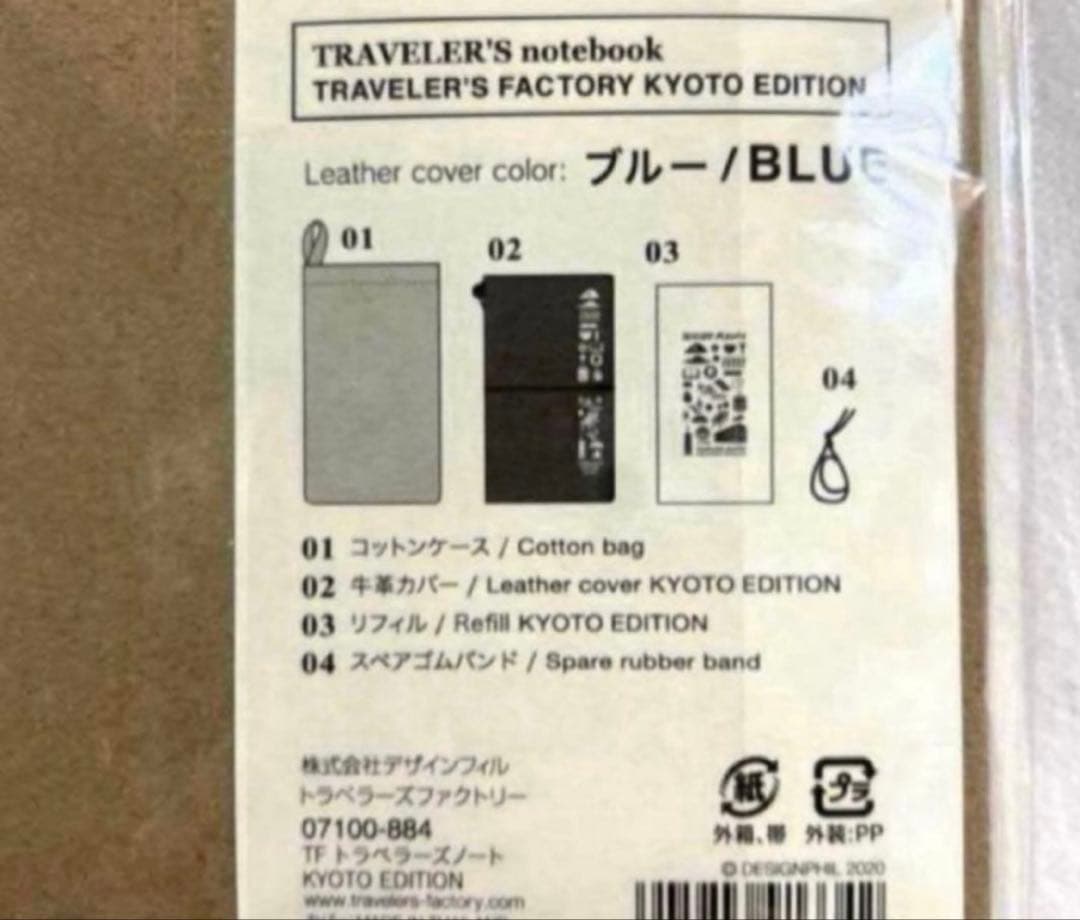 TRAVELER'S notebook
TRAVELER'S FACTORY KYOTO EDITION
Leather cover color: ブルー / BLUE
01
02
03
04
01 コットンケース / Cotton bag
02 牛革カバー / Leather cover KYOTO EDITION
03 リフィル / Refill KYOTO EDITION
04 スペアゴムバンド / Spare rubber band
株式会社デザインフィル
トラベラーズファクトリー
07100-884
TF トラベラーズノート
KYOTO EDITION
www.travelers-factory.com
紙
プラ
外箱、帯 外装:PP
© DESIGNPHIL 2020